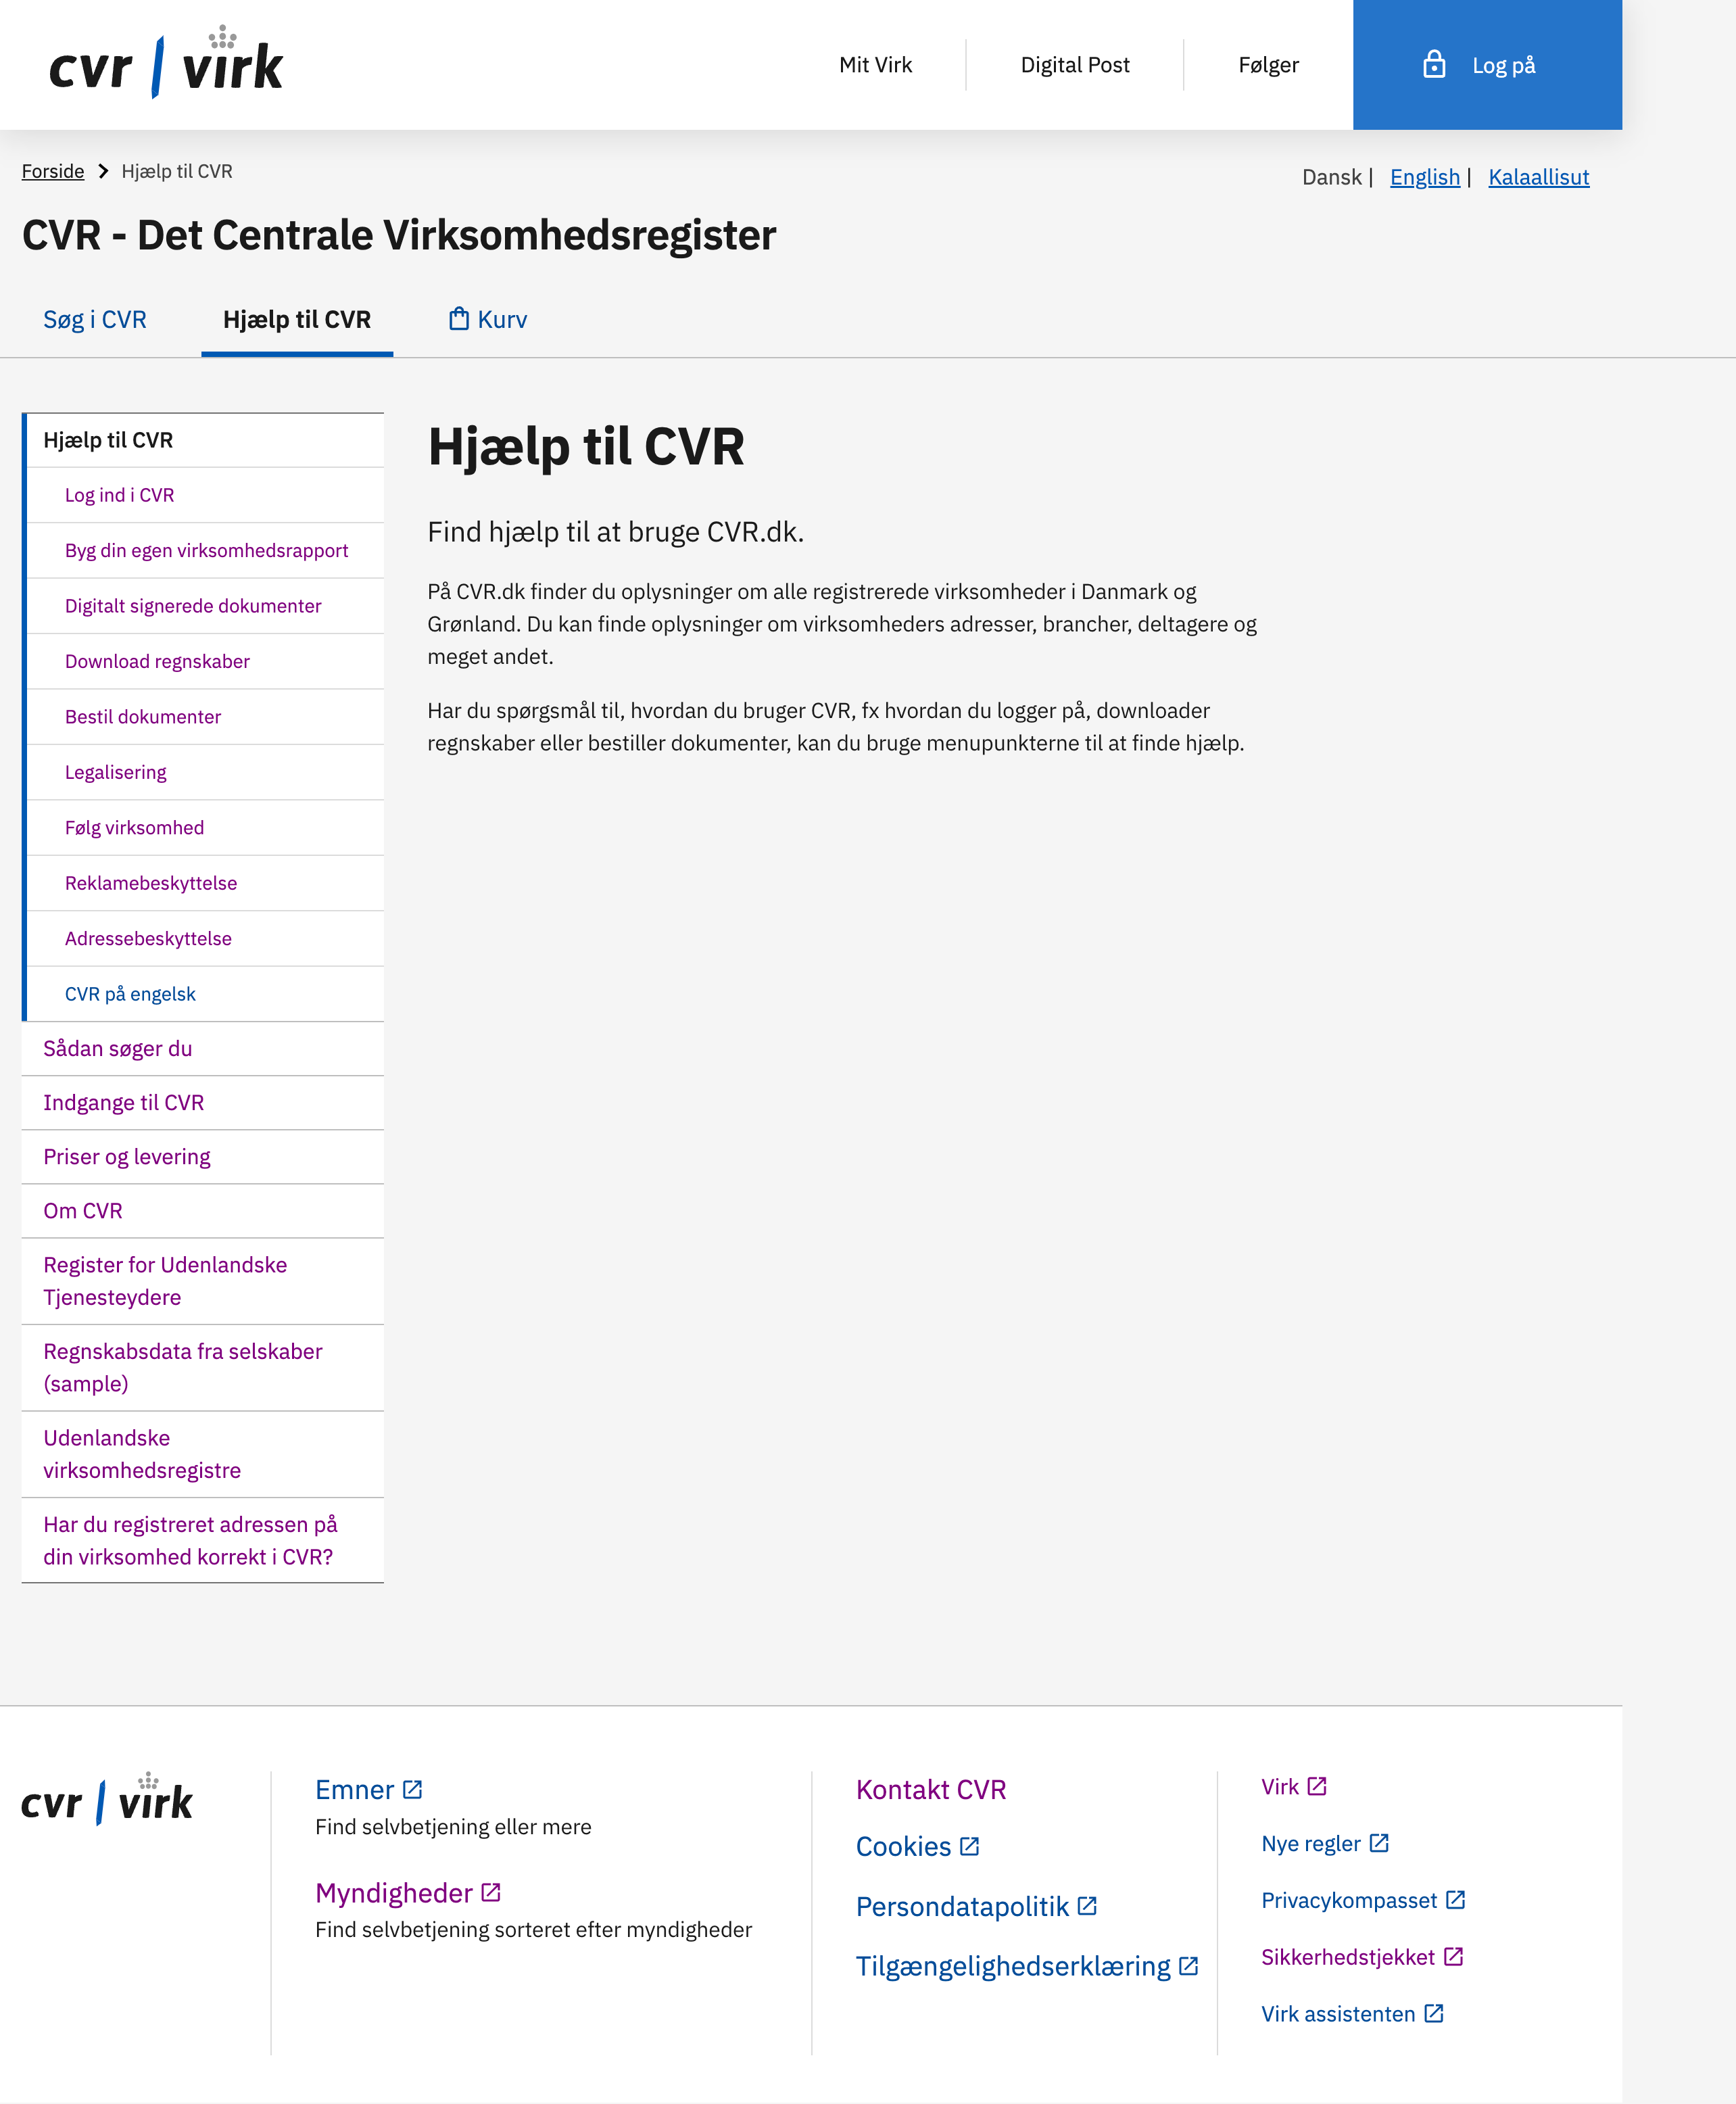 cvr virk
Mit Virk
Digital Post
Følger
Log på
Forside Hjælp til CVR
Dansk | English | Kalaallisut
CVR - Det Centrale Virksomhedsregister
Søg i CVR
Hjælp til CVR
Kurv
Hjælp til CVR
Log ind i CVR
Byg din egen virksomhedsrapport
Digitalt signerede dokumenter
Download regnskaber
Bestil dokumenter
Legalisering
Følg virksomhed
Reklamebeskyttelse
Adressebeskyttelse
CVR på engelsk
Sådan søger du
Indgange til CVR
Priser og levering
Om CVR
Register for Udenlandske
Tjenesteydere
Regnskabsdata fra selskaber
(sample)
Udenlandske
virksomhedsregistre
Har du registreret adressen på
din virksomhed korrekt i CVR?
Hjælp til CVR
Find hjælp til at bruge CVR.dk.
På CVR.dk finder du oplysninger om alle registrerede virksomheder i Danmark og
Grønland. Du kan finde oplysninger om virksomheders adresser, brancher, deltagere og
meget andet.
Har du spørgsmål til, hvordan du bruger CVR, fx hvordan du logger på, downloader
regnskaber eller bestiller dokumenter, kan du bruge menupunkterne til at finde hjælp.
cvr virk
Emner
Find selvbetjening eller mere
Myndigheder
Find selvbetjening sorteret efter myndigheder
Kontakt CVR
Cookies
Persondatapolitik
Tilgængelighedserklæring
Virk
Nye regler
Privacykompasset
Sikkerhedstjekket
Virk assistenten